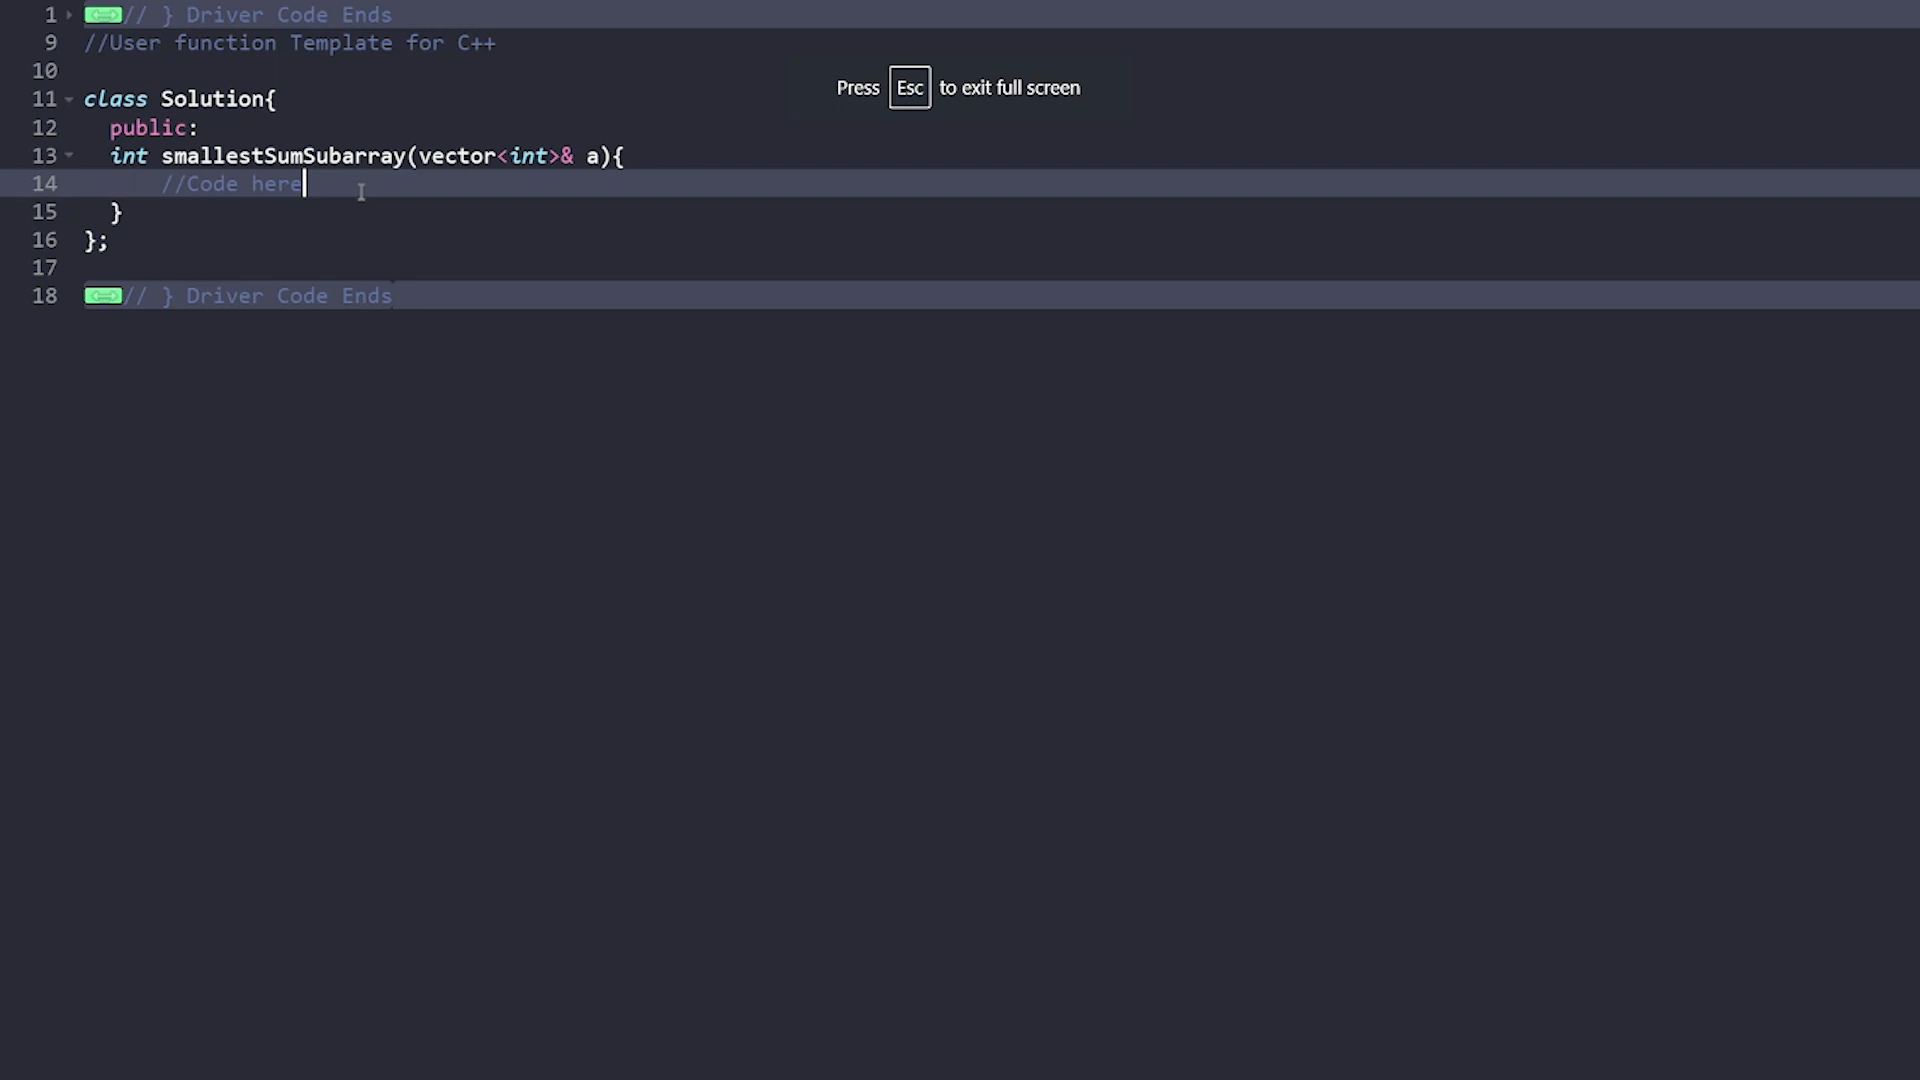 1 // } Driver Code Ends
9 //User function Template for C++
10
Press Esc to exit full screen
11 class Solution{
12 public:
13 int smallestSumSubarray(vector<int>& a){
14 //Code here
15 }
16 };
17
18 // } Driver Code Ends